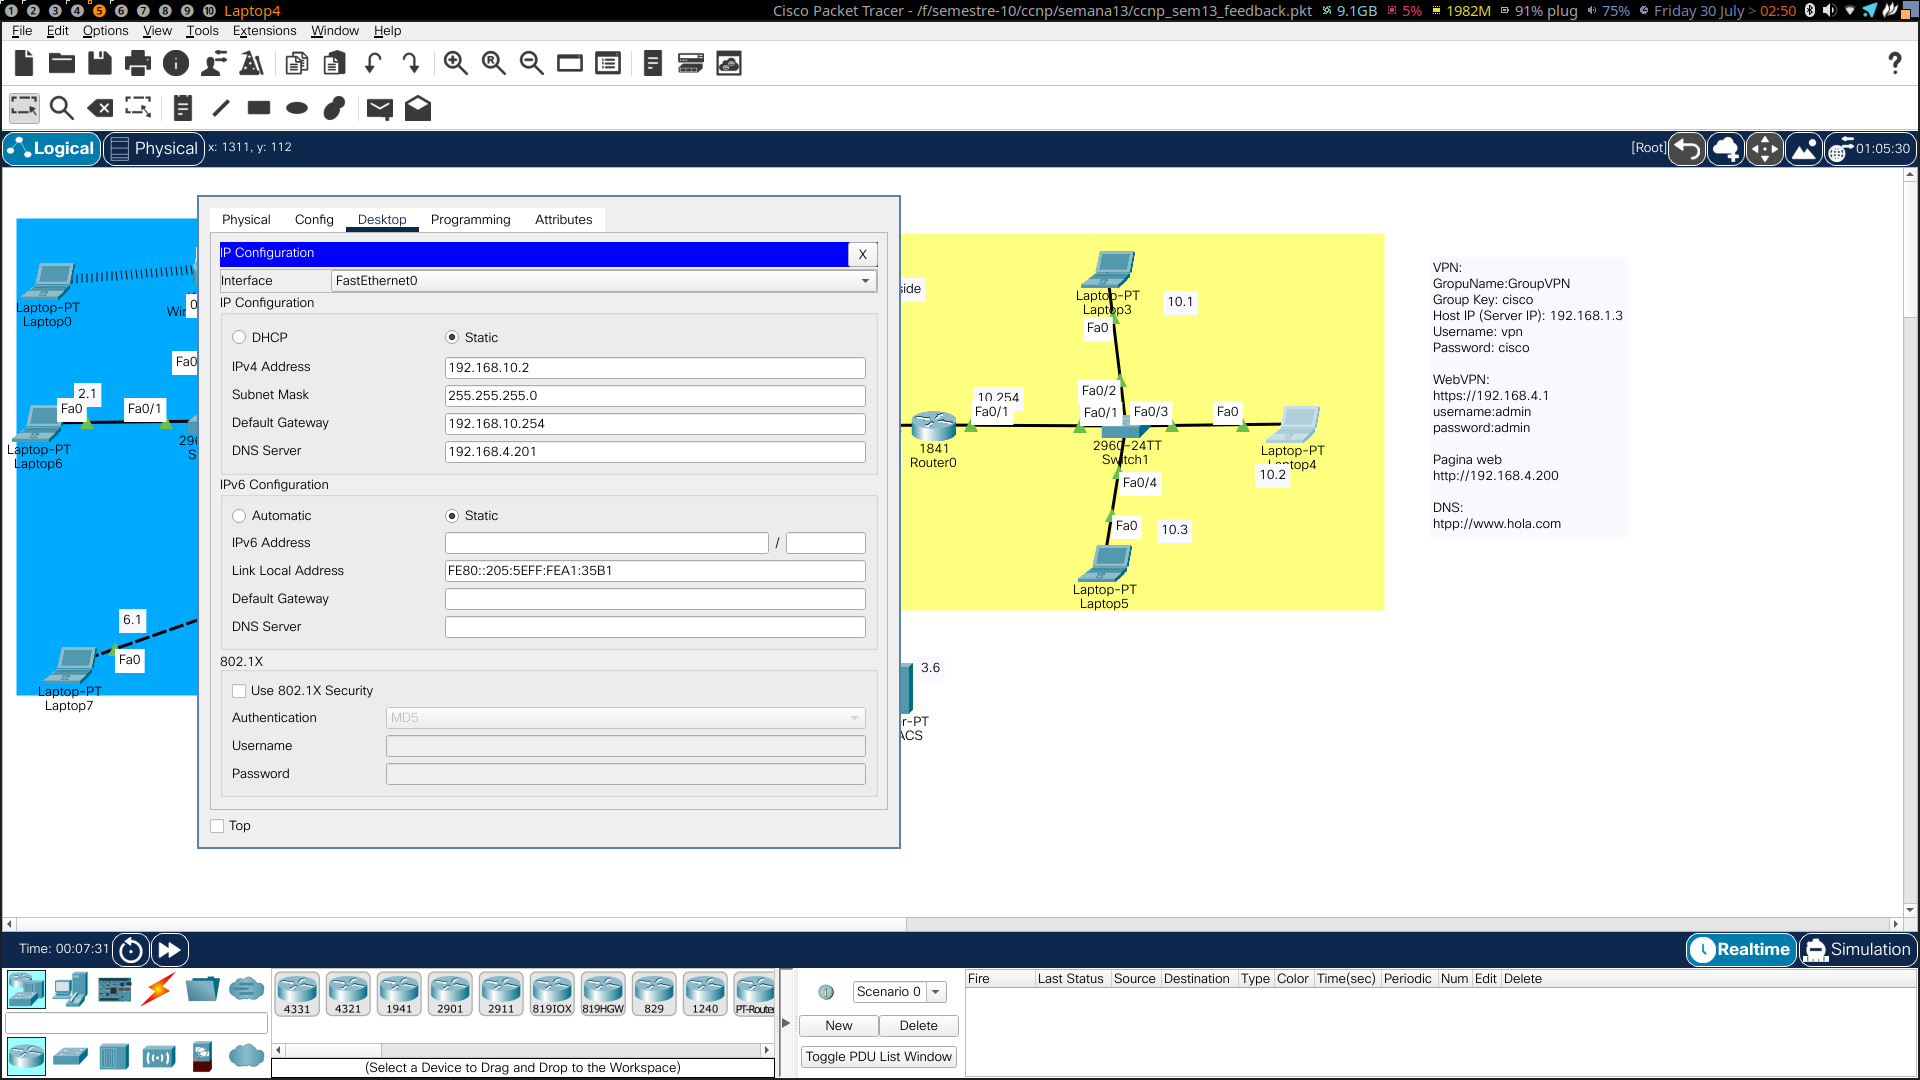 1 2 3 4 5 6 7 8 9 10 Laptop4
Cisco Packet Tracer - /f/semestre-10/ccnp/semana13/ccnp_sem13_feedback.pkt 9.1GB 5% 1982M 91% plug 75% Friday 30 July > 02:50
File Edit Options View Tools Extensions Window Help
Logical Physical x: 1311, y: 112
[Root] 01:05:30
Physical Config Desktop Programming Attributes
IP Configuration X
Interface FastEthernet0
IP Configuration
DHCP Static
IPv4 Address 192.168.10.2
Subnet Mask 255.255.255.0
Default Gateway 192.168.10.254
DNS Server 192.168.4.201
IPv6 Configuration
Automatic Static
IPv6 Address /
Link Local Address FE80::205:5EFF:FEA1:35B1
Default Gateway
DNS Server
802.1X
Use 802.1X Security
Authentication MD5
Username
Password
Top
Laptop-PT
Laptop0
Wir
0
Fa0
2.1
Fa0
Fa0/1
296
S
Laptop-PT
Laptop6
6.1
Fa0
Laptop-PT
Laptop7
side
Laptop-PT
Laptop3
10.1
Fa0
10.254
Fa0/1
1841
Router0
Fa0/2
Fa0/1
Fa0/3
Fa0
2960-24TT
Switch1
Laptop-PT
Laptop4
10.2
Fa0/4
Fa0
10.3
Laptop-PT
Laptop5
3.6
r-PT
ACS
VPN:
GropuName:GroupVPN
Group Key: cisco
Host IP (Server IP): 192.168.1.3
Username: vpn
Password: cisco
WebVPN:
https://192.168.4.1
username:admin
password:admin
Pagina web
http://192.168.4.200
DNS:
htpp://www.hola.com
Time: 00:07:31
Realtime Simulation
4331 4321 1941 2901 2911 819IOX 819HGW 829 1240 PT-Router
(Select a Device to Drag and Drop to the Workspace)
Scenario 0
New Delete
Toggle PDU List Window
Fire Last Status Source Destination Type Color Time(sec) Periodic Num Edit Delete